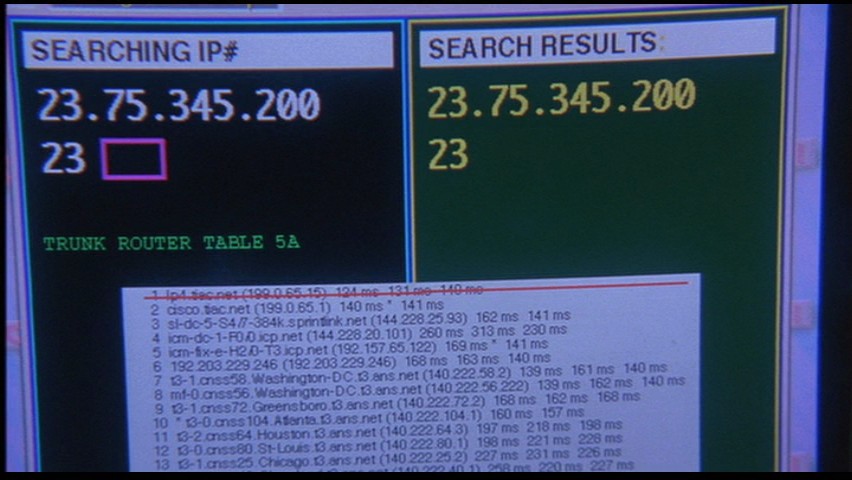 SEARCHING IP#
23.75.345.200
23
SEARCH RESULTS:
23.75.345.200
23
TRUNK ROUTER TABLE 5A
1 lp4.tiac.net (199.0.65.15) 124 ms 131 ms 140 ms
2 cisco.tiac.net (199.0.65.1) 140 ms * 141 ms
3 sl-dc-5-S4/7-384k.sprintlink.net (144.228.25.93) 162 ms 141 ms
4 icm-dc-1-F0/0.icp.net (144.228.20.101) 260 ms 313 ms 230 ms
5 icm-fix-e-H2/0-T3.icp.net (192.157.65.122) 169 ms * 141 ms
6 192.203.229.246 (192.203.229.246) 168 ms 163 ms 140 ms
7 t3-1.cnss58.Washington-DC.t3.ans.net (140.222.58.2) 139 ms 161 ms 140 ms
8 mf-0.cnss56.Washington-DC.t3.ans.net (140.222.56.222) 139 ms 162 ms 140 ms
9 t3-1.cnss72.Greensboro.t3.ans.net (140.222.72.2) 168 ms 162 ms 168 ms
10 * t3-0.cnss104.Atlanta.t3.ans.net (140.222.104.1) 160 ms 157 ms
11 t3-2.cnss64.Houston.t3.ans.net (140.222.64.3) 197 ms 218 ms 198 ms
12 t3-0.cnss80.St-Louis.t3.ans.net (140.222.80.1) 198 ms 221 ms 228 ms
13 t3-1.cnss25.Chicago.t3.ans.net (140.222.25.2) 227 ms 231 ms 226 ms
(140.222.40.1) 258 ms 220 ms 227 ms